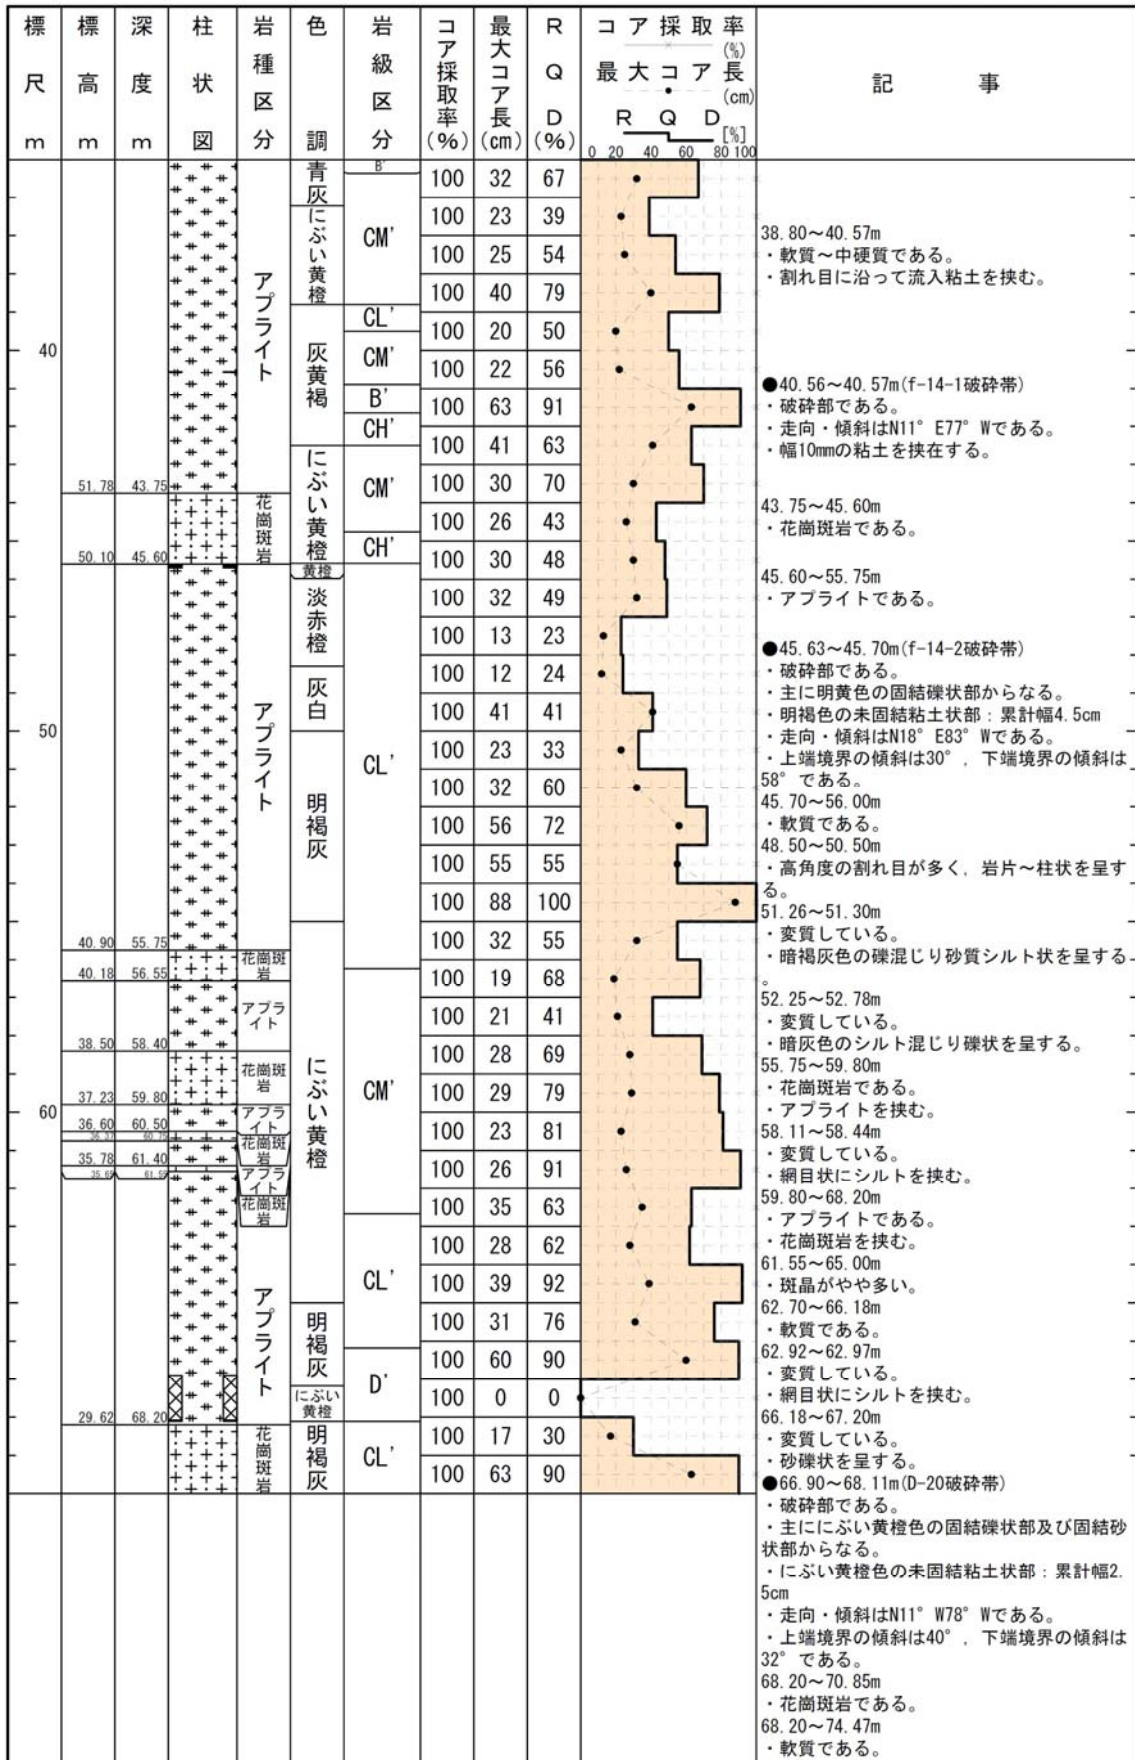 標尺 m
標高 m
深度 m
柱状図
岩種区分
色調
岩級区分
コア採取率(%)
最大コア長(cm)
RQD(%)
コア採取率(%)
最大コア長(cm)
RQD[%]
0 20 40 60 80 100
記事
40
50
60
51.78 43.75
50.10 45.60
40.90 55.75
40.18 56.55
38.50 58.40
37.23 59.80
36.60 60.50
35.78 61.40
29.62 68.20
アプライト
花崗斑岩
アプライト
花崗斑岩
アプライト
花崗斑岩
アプライト
花崗斑岩
アプライト
花崗斑岩
アプライト
花崗斑岩
青灰
にぶい黄橙
灰黄褐
にぶい黄橙
黄橙
淡赤橙
灰白
明褐灰
にぶい黄橙
明褐灰
にぶい黄橙
明褐灰
B'
CM'
CL'
CM'
B'
CH'
CM'
CH'
CL'
CM'
CL'
D'
CL'
100 32 67
100 23 39
100 25 54
100 40 79
100 20 50
100 22 56
100 63 91
100 41 63
100 30 70
100 26 43
100 30 48
100 32 49
100 13 23
100 12 24
100 41 41
100 23 33
100 32 60
100 56 72
100 55 55
100 88 100
100 32 55
100 19 68
100 21 41
100 28 69
100 29 79
100 23 81
100 26 91
100 35 63
100 28 62
100 39 92
100 31 76
100 60 90
100 0 0
100 17 30
100 63 90
38.80～40.57m
・軟質～中硬質である。
・割れ目に沿って流入粘土を挟む。
●40.56～40.57m(f-14-1破砕帯)
・破砕部である。
・走向・傾斜はN11°E77°Wである。
・幅10mmの粘土を挟在する。
43.75～45.60m
・花崗斑岩である。
45.60～55.75m
・アプライトである。
●45.63～45.70m(f-14-2破砕帯)
・破砕部である。
・主に明黄色の固結礫状部からなる。
・明褐色の未固結粘土状部：累計幅4.5cm
・走向・傾斜はN18°E83°Wである。
・上端境界の傾斜は30°，下端境界の傾斜は
58°である。
45.70～56.00m
・軟質である。
48.50～50.50m
・高角度の割れ目が多く，岩片～柱状を呈す
る。
51.26～51.30m
・変質している。
・暗褐灰色の礫混じり砂質シルト状を呈する
。
52.25～52.78m
・変質している。
・暗灰色のシルト混じり礫状を呈する。
55.75～59.80m
・花崗斑岩である。
・アプライトを挟む。
58.11～58.44m
・変質している。
・網目状にシルトを挟む。
59.80～68.20m
・アプライトである。
・花崗斑岩を挟む。
61.55～65.00m
・斑晶がやや多い。
62.70～66.18m
・軟質である。
62.92～62.97m
・変質している。
・網目状にシルトを挟む。
66.18～67.20m
・変質している。
・砂礫状を呈する。
●66.90～68.11m(D-20破砕帯)
・破砕部である。
・主ににぶい黄橙色の固結礫状部及び固結砂
状部からなる。
・にぶい黄橙色の未固結粘土状部：累計幅2.
5cm
・走向・傾斜はN11°W78°Wである。
・上端境界の傾斜は40°，下端境界の傾斜は
32°である。
68.20～70.85m
・花崗斑岩である。
68.20～74.47m
・軟質である。